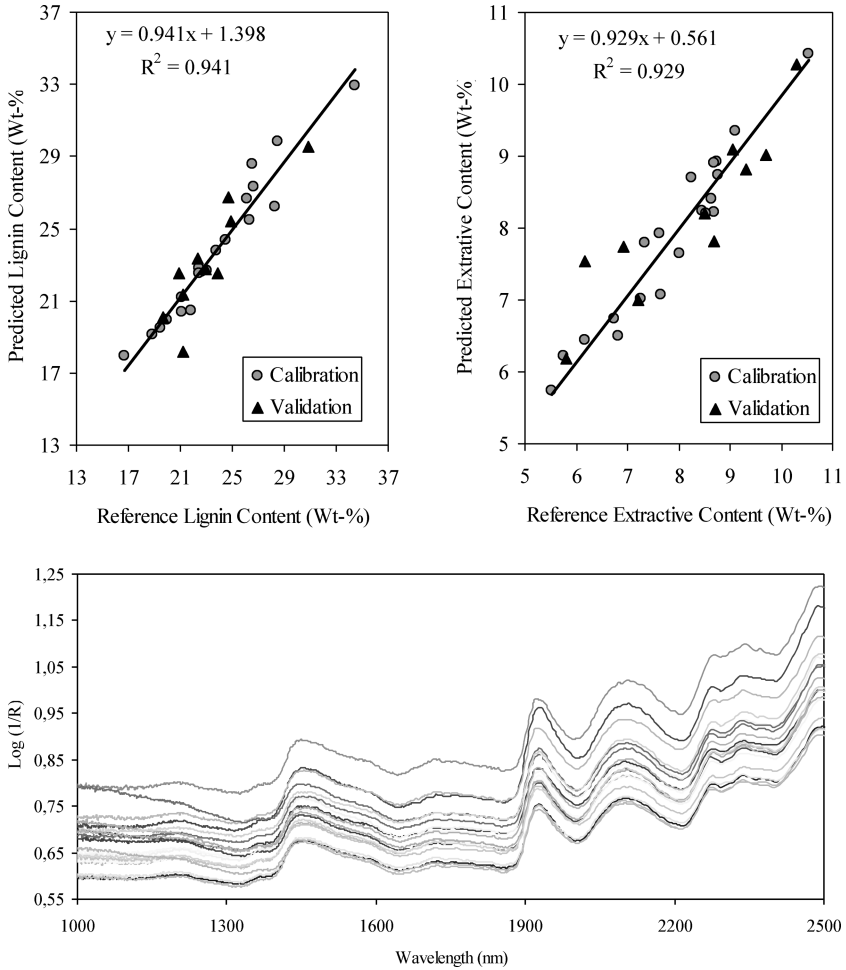 y = 0.941x + 1.398
R² = 0.941
37
33
29
25
21
17
13
13 17 21 25 29 33 37
Predicted Lignin Content (Wt-%
Reference Lignin Content (Wt-%)
Calibration
Validation
y = 0.929x + 0.561
R² = 0.929
11
10
9
8
7
6
5
5 6 7 8 9 10 11
Predicted Extrative Content (Wt-%
Reference Extractive Content (Wt-%)
Calibration
Validation
1,25
1,15
1,05
0,95
0,85
0,75
0,65
0,55
1000 1300 1600 1900 2200 2500
Log (1/R)
Wavelength (nm)